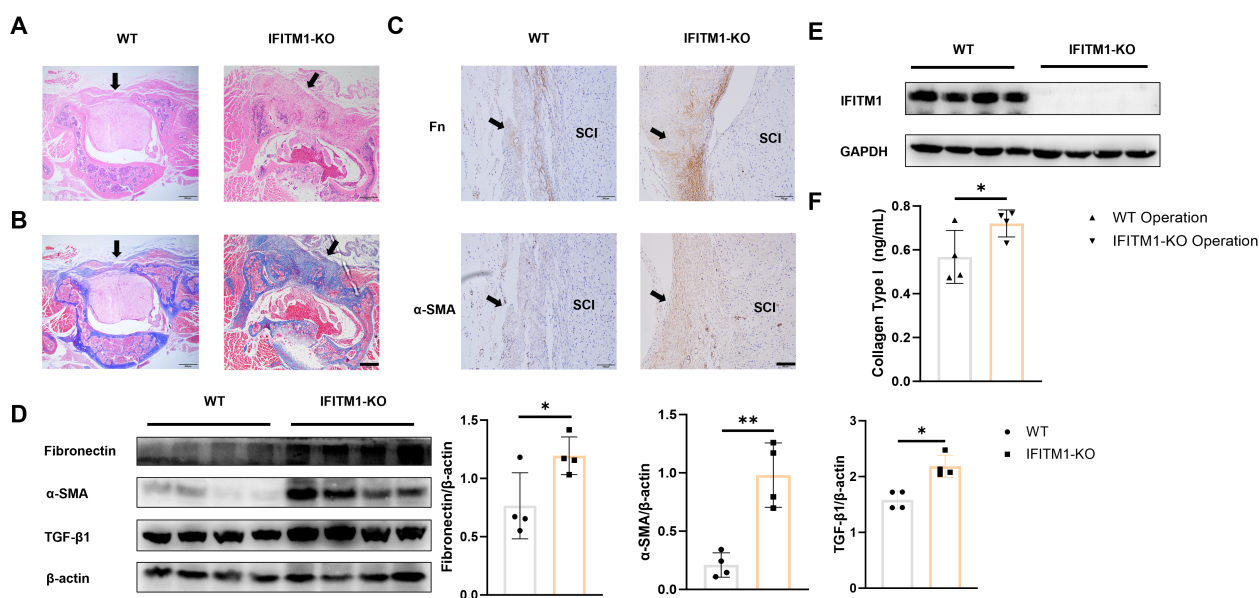 A
WT
IFITM1-KO
B
C
WT
IFITM1-KO
Fn
SCI
SCI
α-SMA
SCI
SCI
D
WT
IFITM1-KO
Fibronectin
α-SMA
TGF-β1
β-actin
Fibronectin/β-actin
1.5
1.0
0.5
0.0
*
α-SMA/β-actin
1.5
1.0
0.5
0.0
**
TGF-β1/β-actin
3
2
1
0
*
WT
IFITM1-KO
E
WT
IFITM1-KO
IFITM1
GAPDH
F
Collagen Type I (ng/mL)
0.8
0.6
0.4
0.2
0.0
*
WT Operation
IFITM1-KO Operation